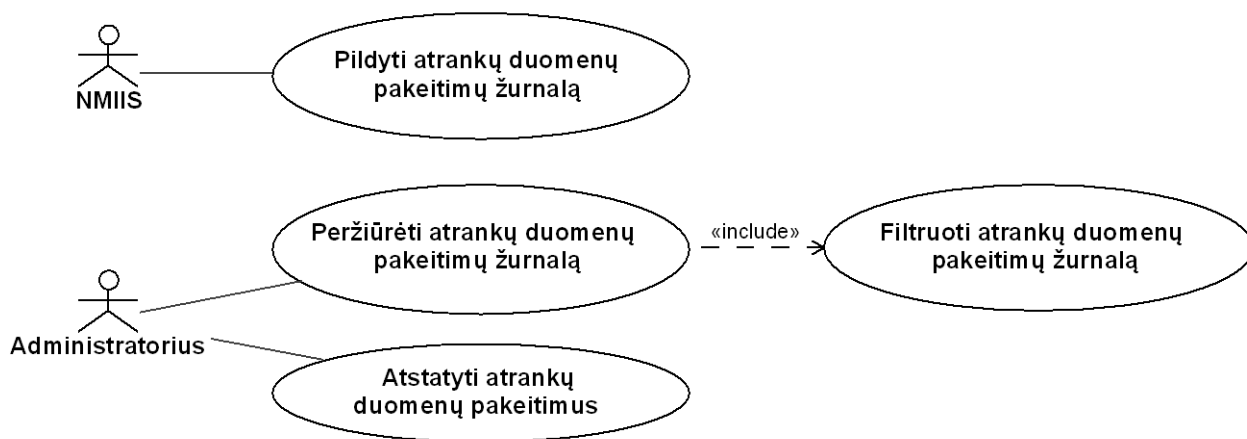 Pildyti atrankų duomenų
pakeitimų žurnalą
NMIIS
Peržiūrėti atrankų duomenų
pakeitimų žurnalą
«include»
Filtruoti atrankų duomenų
pakeitimų žurnalą
Administratorius
Atstatyti atrankų
duomenų pakeitimus